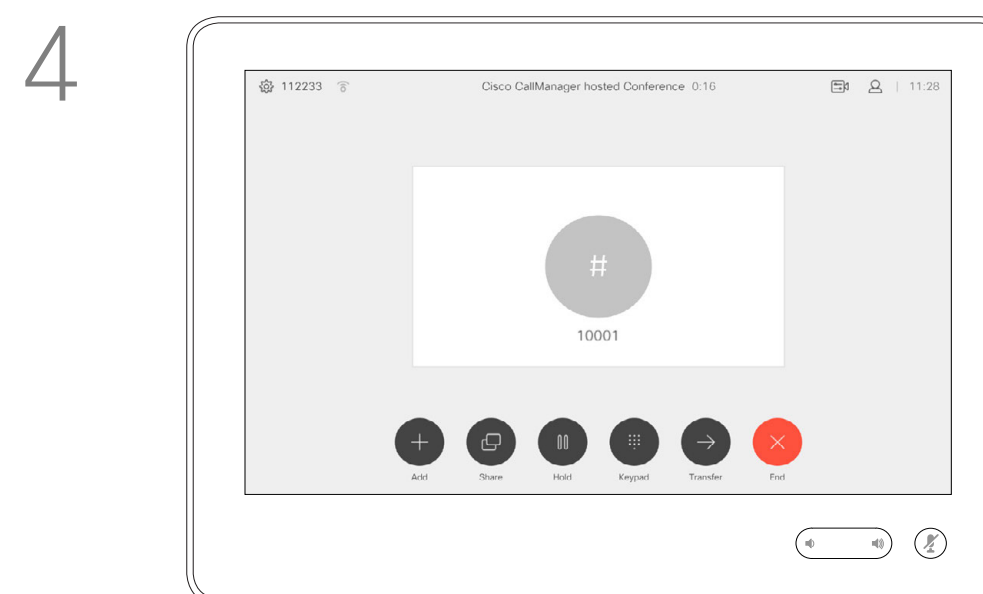 4
112233
Cisco CallManager hosted Conference 0:16
11:28
#
10001
Add
Share
Hold
Keypad
Transfer
End